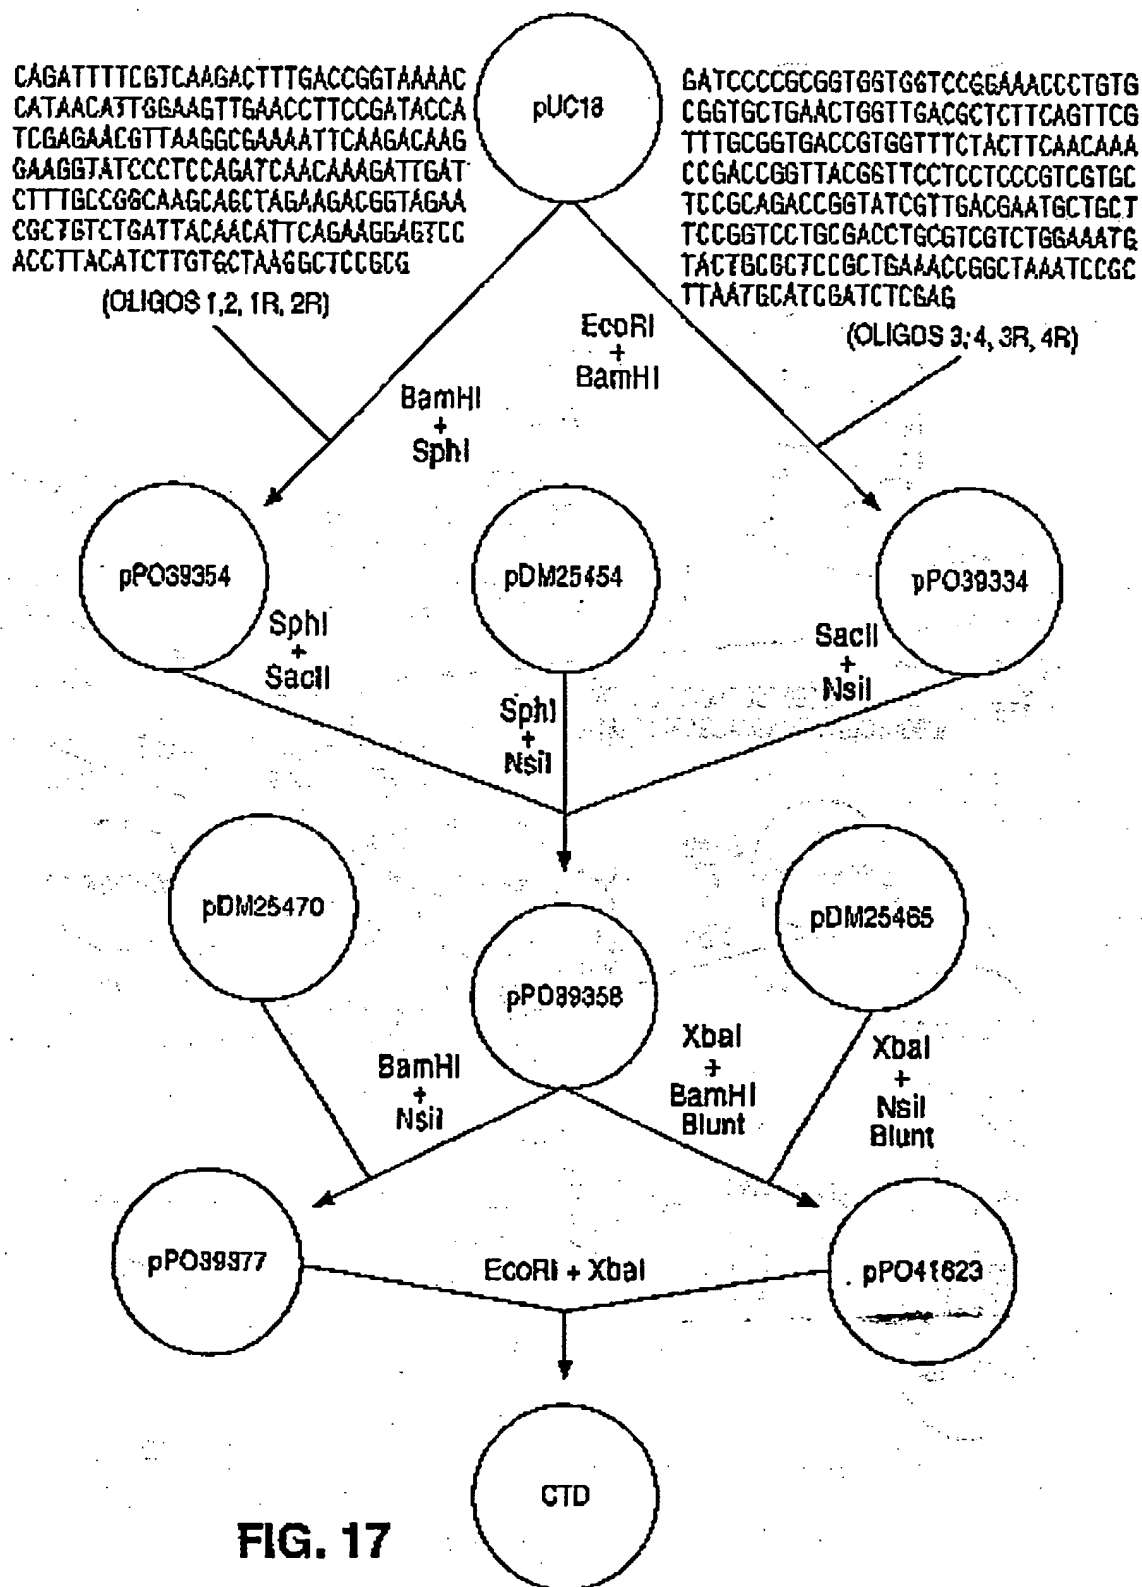 CAGATTTTCGTCAAGACTTTGACCGGTAAAAC
CATAACATTGGAAGTTGAACCTTCCGATACCA
TCGAGAACGTTAAGGCGAAAATTCAAGACAAG
GAAGGTATCCCTCCAGATCAACAAAGATTGAT
CTTTGCCGGCAAGCAGCTAGAAGACGGTAGAA
CGCTGTCTGATTACAACATTCAGAAGGAGTCC
ACCTTACATCTTGTGCTAAGGCTCCGCG
(OLIGOS 1,2, 1R, 2R)
pUC18
GATCCCCGCGGTGGTGGTCCGGAAACCCTGTG
CGGTGCTGAACTGGTTGACGCTCTTCAGTTCG
TTTGCGGTGACCGTGGTTTCTACTTCAACAAA
CCGACCGGTTACGGTTCCTCCTCCCGTCGTGC
TCCGCAGACCGGTATCGTTGACGAATGCTGCT
TCCGGTCCTGCGACCTGCGTCGTCTGGAAATG
TACTGCGCTCCGCTGAAACCGGCTAAATCCGC
TTAATGCATCGATCTCGAG
(OLIGOS 3, 4, 3R, 4R)
EcoRI
+
BamHI
BamHI
+
SphI
pPO39354
pDM25454
pPO39334
SphI
+
SacII
SphI
+
NsiI
SacII
+
NsiI
pDM25470
pPO39358
pDM25465
BamHI
+
NsiI
XbaI
+
BamHI
Blunt
XbaI
+
NsiI
Blunt
pPO39377
EcoRI + XbaI
pPO41623
CTD
FIG. 17